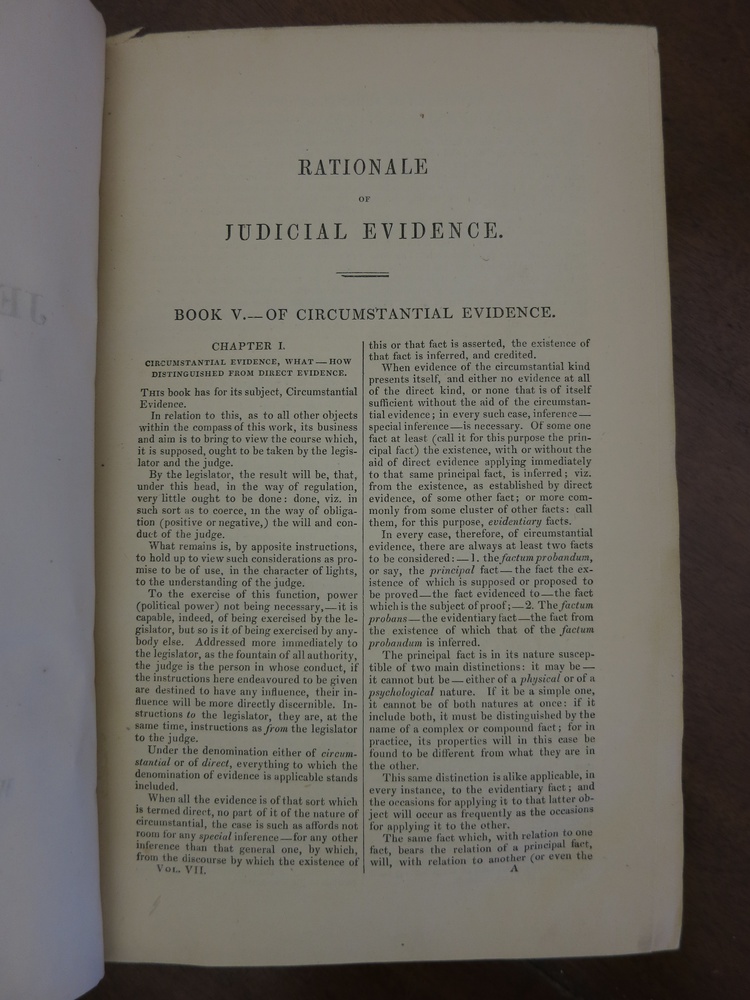 RATIONALE
OF
JUDICIAL EVIDENCE.
BOOK V.—OF CIRCUMSTANTIAL EVIDENCE.
CHAPTER I.
CIRCUMSTANTIAL EVIDENCE, WHAT—HOW
DISTINGUISHED FROM DIRECT EVIDENCE.
THIS book has for its subject, Circumstantial
Evidence.
In relation to this, as to all other objects
within the compass of this work, its business
and aim is to bring to view the course which,
it is supposed, ought to be taken by the legis-
lator and the judge.
By the legislator, the result will be, that,
under this head, in the way of regulation,
very little ought to be done: done, viz. in
such sort as to coerce, in the way of obliga-
tion (positive or negative,) the will and con-
duct of the judge.
What remains is, by apposite instructions,
to hold up to view such considerations as pro-
mise to be of use, in the character of lights,
to the understanding of the judge.
To the exercise of this function, power
(political power) not being necessary,—it is
capable, indeed, of being exercised by the le-
gislator, but so is it of being exercised by any-
body else. Addressed more immediately to
the legislator, as the fountain of all authority,
the judge is the person in whose conduct, if
the instructions here endeavoured to be given
are destined to have any influence, their in-
fluence will be more directly discernible. In-
structions to the legislator, they are, at the
same time, instructions as from the legislator
to the judge.
Under the denomination either of circum-
stantial or of direct, everything to which the
denomination of evidence is applicable stands
included.
When all the evidence is of that sort which
is termed direct, no part of it of the nature of
circumstantial, the case is such as affords not
room for any special inference—for any other
inference than that general one, by which,
from the discourse by which the existence of
VOL. VII.
this or that fact is asserted, the existence of
that fact is inferred, and credited.
When evidence of the circumstantial kind
presents itself, and either no evidence at all
of the direct kind, or none that is of itself
sufficient without the aid of the circumstan-
tial evidence; in every such case, inference—
special inference—is necessary. Of some one
fact at least (call it for this purpose the prin-
cipal fact) the existence, with or without the
aid of direct evidence applying immediately
to that same principal fact, is inferred; viz.
from the existence, as established by direct
evidence, of some other fact; or more com-
monly from some cluster of other facts: call
them, for this purpose, evidentiary facts.
In every case, therefore, of circumstantial
evidence, there are always at least two facts
to be considered:—1. the factum probandum,
or say, the principal fact—the fact the ex-
istence of which is supposed or proposed to
be proved—the fact evidenced to—the fact
which is the subject of proof;—2. The factum
probans—the evidentiary fact—the fact from
the existence of which that of the factum
probandum is inferred.
The principal fact is in its nature suscep-
tible of two main distinctions: it may be—
it cannot be but—either of a physical or of a
psychological nature. If it be a simple one,
it cannot be of both natures at once: if it
include both, it must be distinguished by the
name of a complex or compound fact; for in
practice, its properties will in this case be
found to be different from what they are in
the other.
This same distinction is alike applicable, in
every instance, to the evidentiary fact; and
the occasions for applying it to that latter ob-
ject will occur as frequently as the occasions
for applying it to the other.
The same fact which, with relation to one
fact, bears the relation of a principal fact,
will, with relation to another (or even the
A